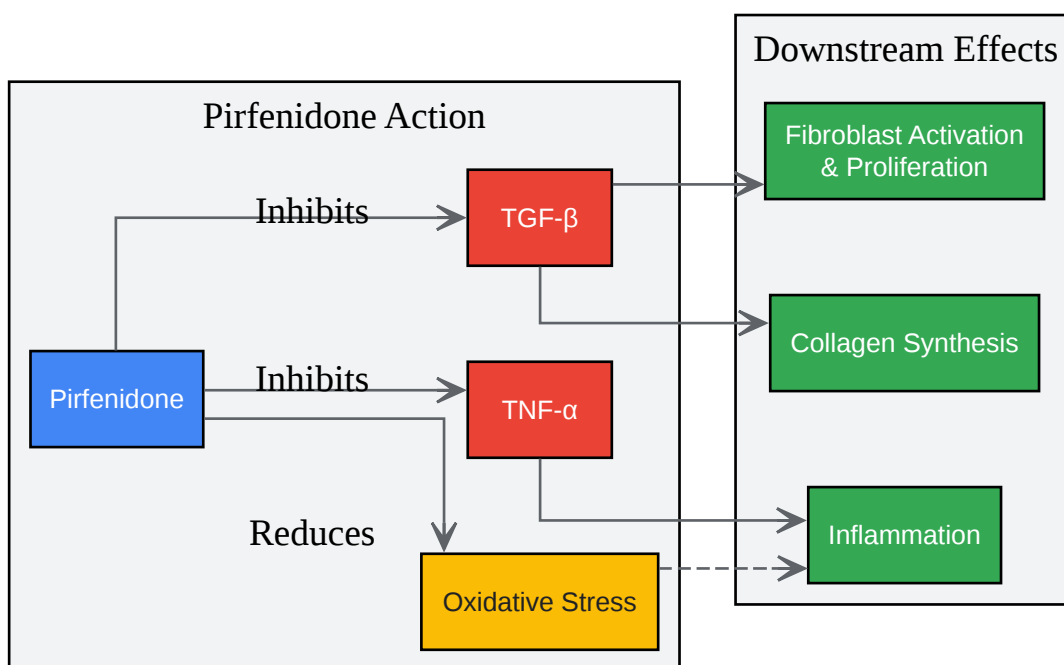 Downstream Effects
Pirfenidone Action
Fibroblast Activation
& Proliferation
Inhibits
TGF-β
Collagen Synthesis
Inhibits
Pirfenidone
TNF-α
Reduces
Inflammation
Oxidative Stress